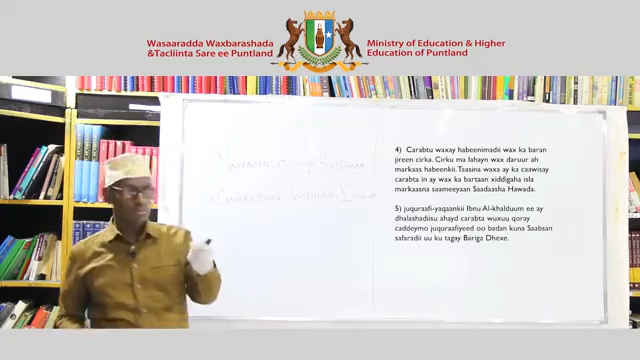 Wasaaradda Waxbarashada
&Tacliinta Sare ee Puntland
Ministry of Education & Higher
Education of Puntland
4) Carabtu waxay habeenimadii wax ka baran
jireen cirka. Cirku ma lahayn wax daruur ah
markaas habeenkii. Taasina waxa ay ka caawisay
carabta in ay wax ka bartaan xiddigaha isla
markaasna sameeyaan Saadaasha Hawada.
5) juquraafi-yaqaankii Ibnu Al-khalduum ee ay
dhalashadiisu ahayd carabta wuxuu qoray
caddeymo juquraafiyeed oo badan kuna Saabsan
safaradii uu ku tagay Bariga Dhexe.